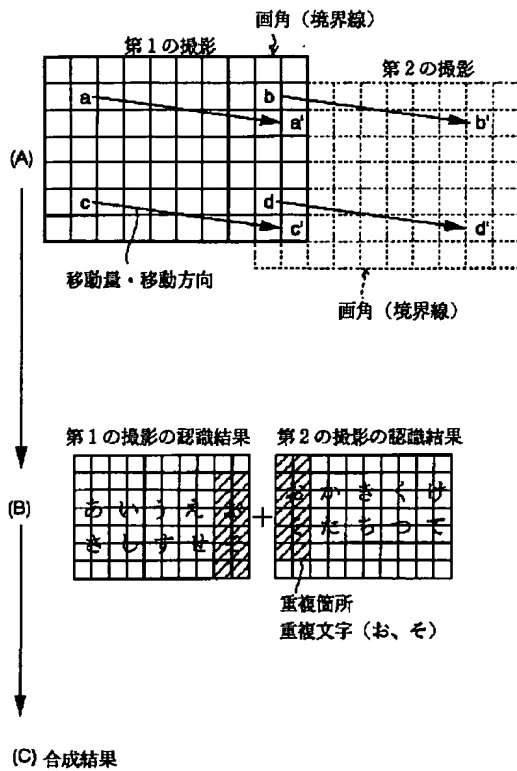 画角（境界線）
第1の撮影
第2の撮影
a
b
a'
b'
(A)
c
d
c'
d'
移動量・移動方向
画角（境界線）
第1の撮影の認識結果
第2の撮影の認識結果
(B)
あいうえお
さしすせ
+
おかきくけ
そたちつて
重複箇所
重複文字（お、そ）
(C) 合成結果